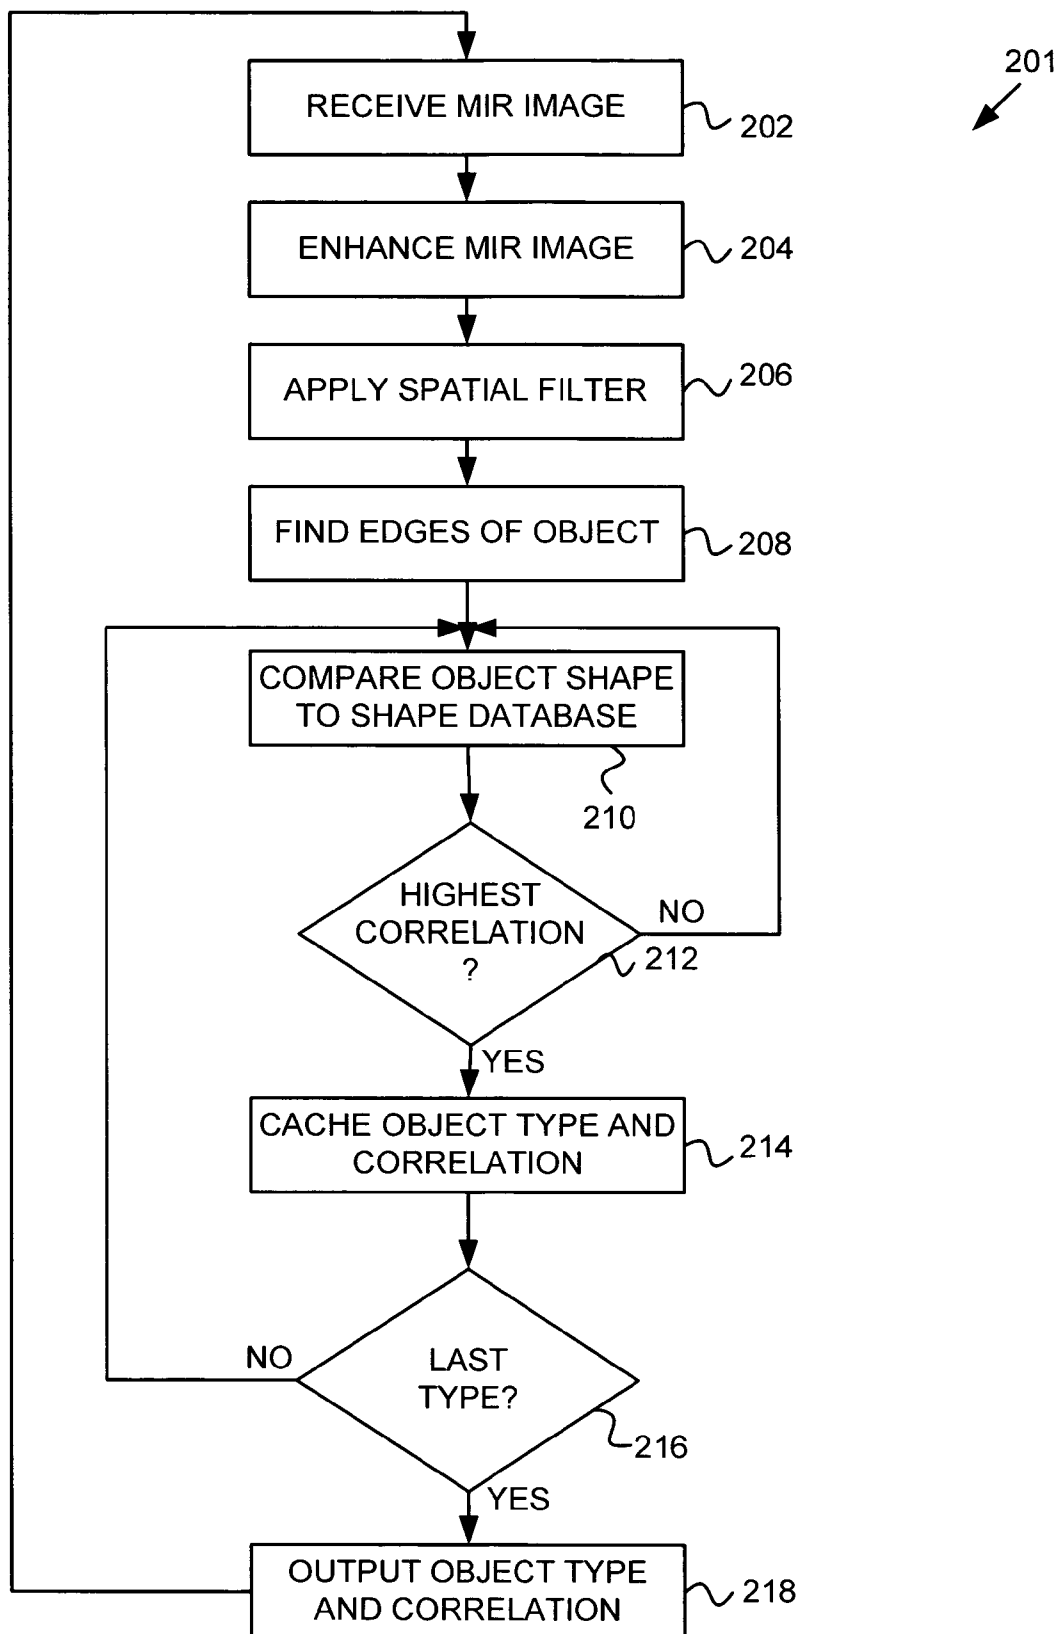 201
RECEIVE MIR IMAGE
202
ENHANCE MIR IMAGE
204
APPLY SPATIAL FILTER
206
FIND EDGES OF OBJECT
208
COMPARE OBJECT SHAPE
TO SHAPE DATABASE
210
HIGHEST
CORRELATION
?
NO
212
YES
CACHE OBJECT TYPE AND
CORRELATION
214
NO
LAST
TYPE?
216
YES
OUTPUT OBJECT TYPE
AND CORRELATION
218